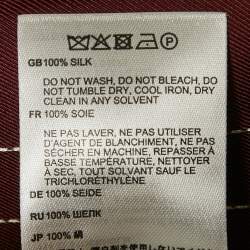 GB 100% SILK
DO NOT WASH, DO NOT BLEACH, DO
NOT TUMBLE DRY, COOL IRON, DRY
CLEAN IN ANY SOLVENT
FR 100% SOIE
NE PAS LAVER, NE PAS UTILISER
D'AGENT DE BLANCHIMENT, NE PAS
SÉCHER EN MACHINE, REPASSER À
BASSE TEMPÉRATURE, NETTOYER
À SEC, TOUT SOLVANT SAUF LE
TRICHLORÉTHYLÈNE
DE 100% SEIDE
RU 100% ШЕЛК
JP 100% 絹